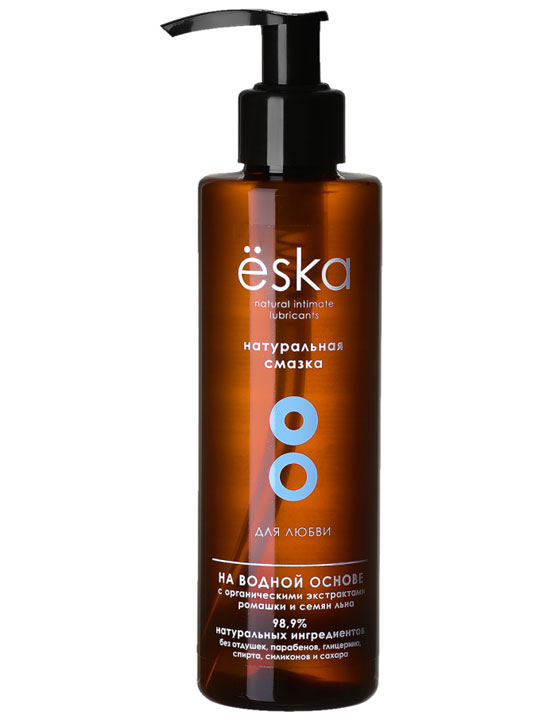 ëska
natural intimate
lubricants
натуральная
смазка
ДЛЯ ЛЮБВИ
НА ВОДНОЙ ОСНОВЕ
с органическими экстрактами
ромашки и семян льна
98,9%
натуральных ингредиентов
без отдушек, парабенов, глицерина,
спирта, силиконов и сахара